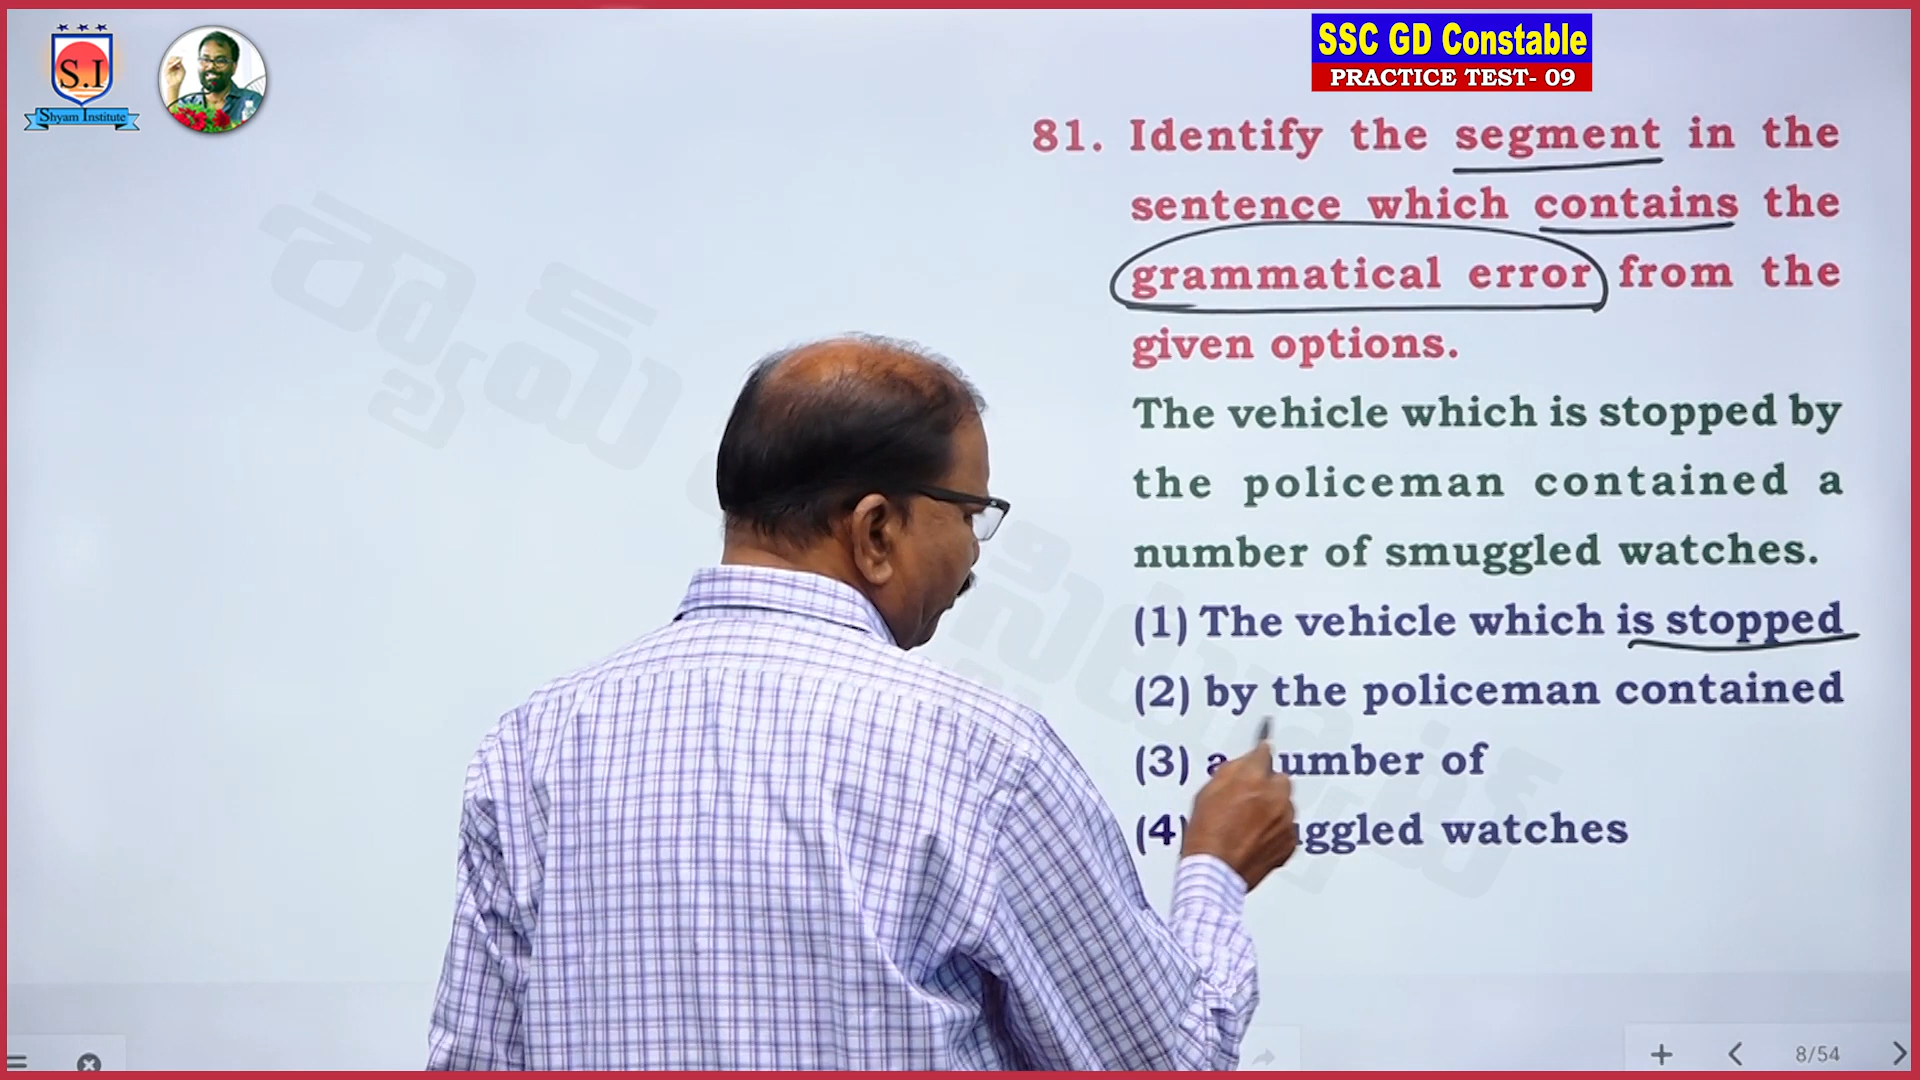 S.I
Shyam Institute
SSC GD Constable
PRACTICE TEST- 09
81. Identify the segment in the
sentence which contains the
grammatical error from the
given options.
The vehicle which is stopped by
the policeman contained a
number of smuggled watches.
(1) The vehicle which is stopped
(2) by the policeman contained
(3) a number of
(4) watches
8/54